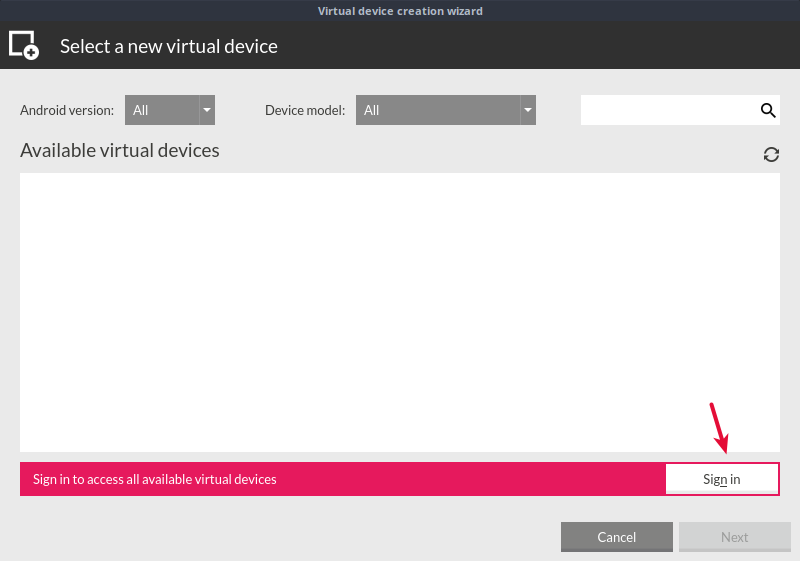 Virtual device creation wizard
Select a new virtual device
Android version: All Device model: All
Available virtual devices
Sign in to access all available virtual devices Sign in
Cancel Next